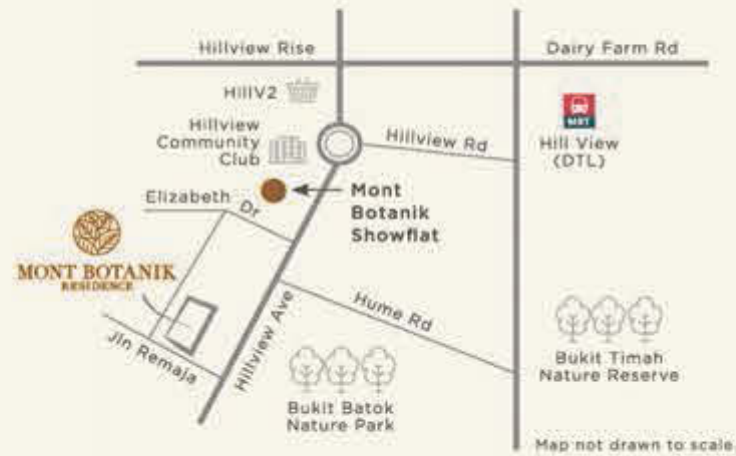 Hillview Rise
Dairy Farm Rd
HillV2
Hillview
Community
Club
Hillview Rd
MRT
Hill View
(DTL)
Mont
Botanik
Showflat
Elizabeth Dr
MONT BOTANIK
RESIDENCE
Hillview Ave
Hume Rd
Jln Remaja
Bukit Batok
Nature Park
Bukit Timah
Nature Reserve
Map not drawn to scale